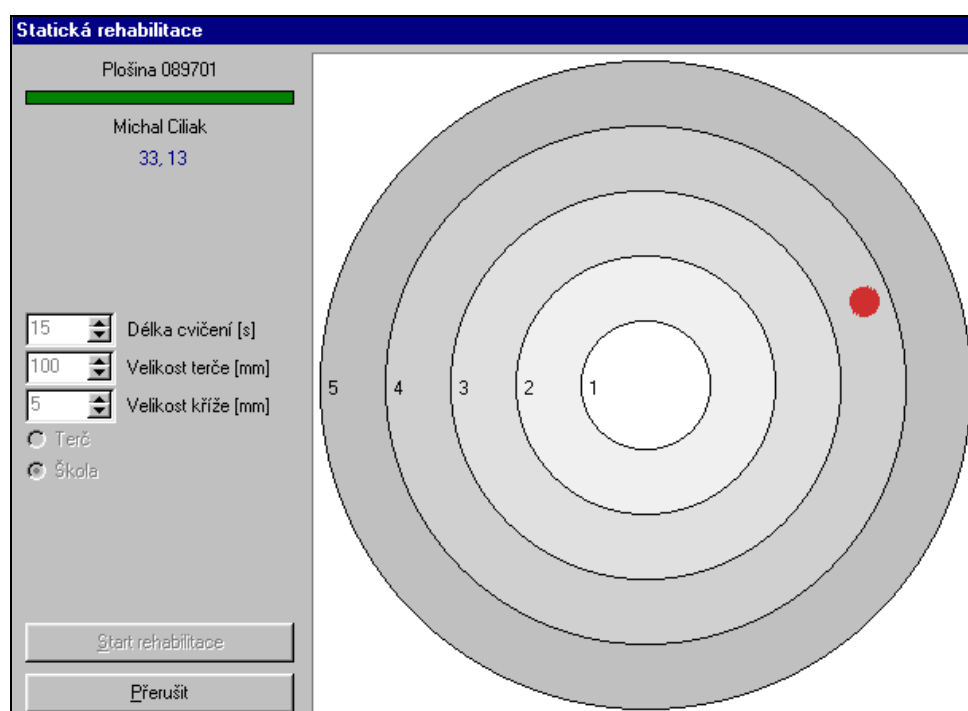 Statická rehabilitace
Plošina 089701
Michal Ciliak
33, 13
15 Délka cvičení [s]
100 Velikost terče [mm]
5 Velikost kříže [mm]
Terč
Škola
Start rehabilitace
Přerušit
5 4 3 2 1